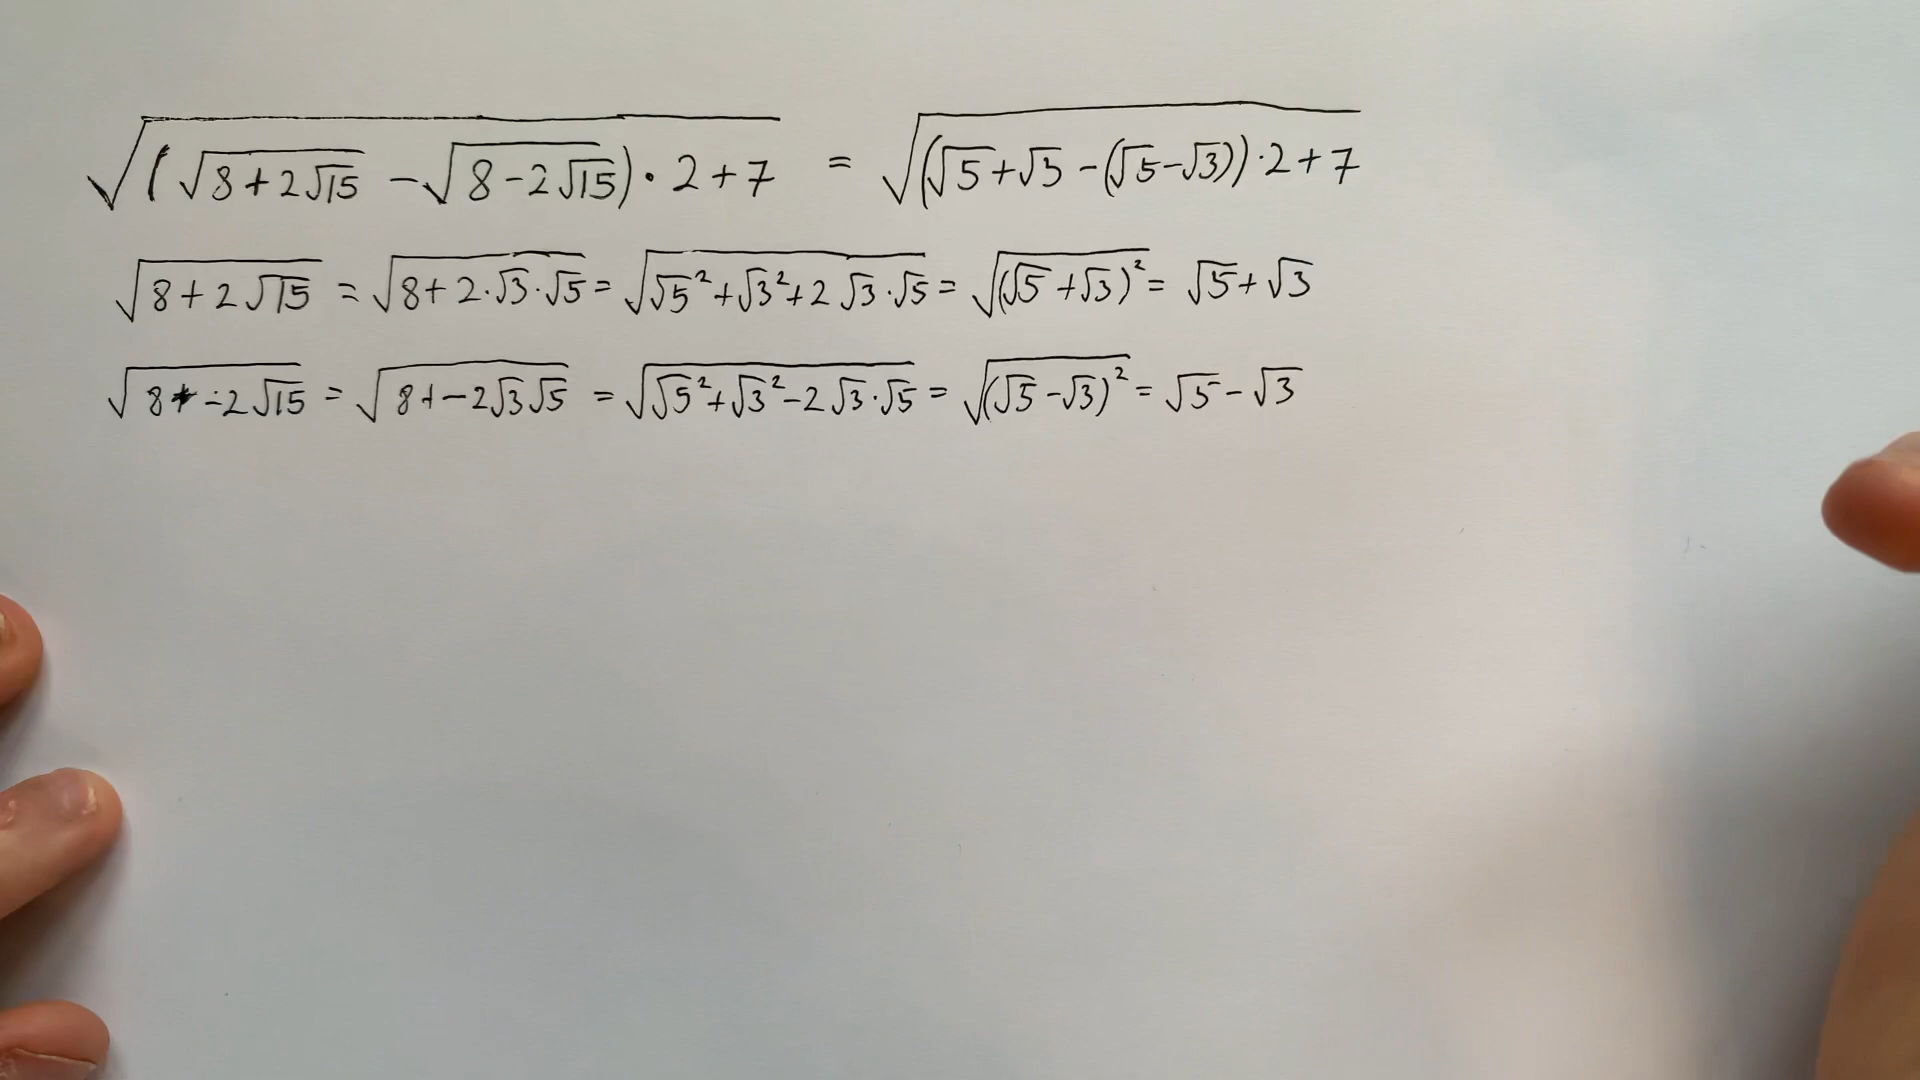 √((√(8+2√15) - √(8-2√15))·2+7) = √((√5+√3-(√5-√3))·2+7)
√(8+2√15) = √(8+2·√3·√5) = √(√5²+√3²+2√3·√5) = √((√5+√3)²) = √5+√3
√(8+-2√15) = √(8+-2√3√5) = √(√5²+√3²-2√3·√5) = √((√5-√3)²) = √5-√3